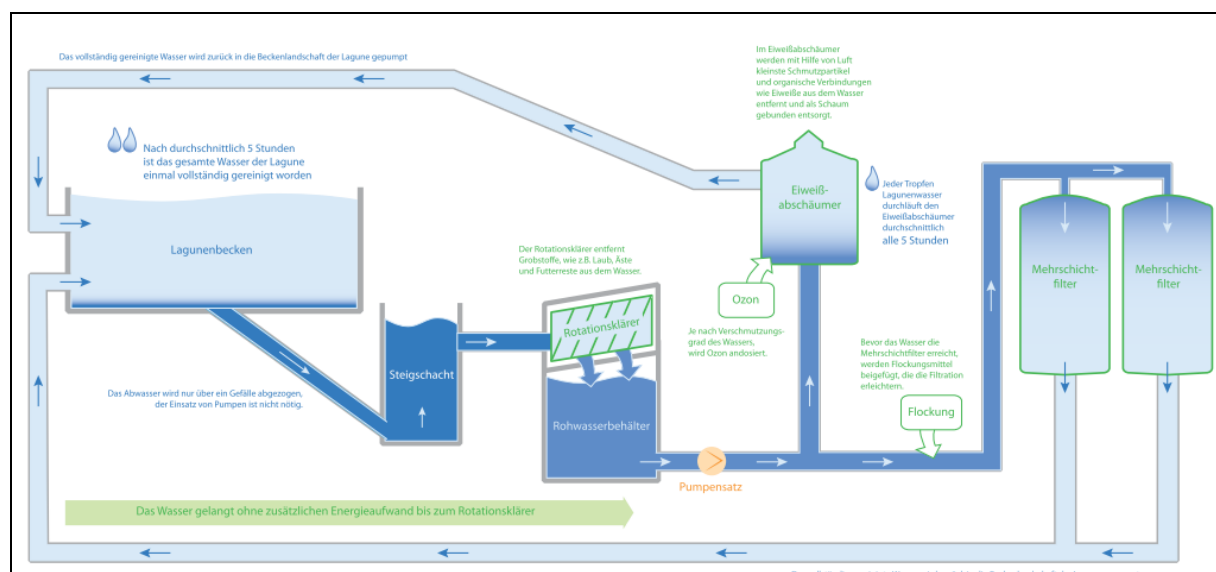 Das vollständig gereinigte Wasser wird zurück in die Beckenlandschaft der Lagune gepumpt
Im Eiweißabschäumer
werden mit Hilfe von Luft
kleinste Schmutzpartikel
und organische Verbindungen
wie Eiweiße aus dem Wasser
entfernt und als Schaum
gebunden entsorgt.
Nach durchschnittlich 5 Stunden
ist das gesamte Wasser der Lagune
einmal vollständig gereinigt worden
Lagunenbecken
Eiweiß-
abschäumer
Jeder Tropfen
Lagunenwasser
durchläuft den
Eiweißabschäumer
durchschnittlich
alle 5 Stunden
Mehrschicht-
filter
Mehrschicht-
filter
Der Rotationsklärer entfernt
Grobstoffe, wie z.B. Laub, Äste
und Futterreste aus dem Wasser.
Ozon
Rotationsklärer
Je nach Verschmutzungs-
grad des Wassers,
wird Ozon andosiert.
Bevor das Wasser die
Mehrschichtfilter erreicht,
werden Flockungsmittel
beigefügt, die die Filtration
erleichtern.
Steigschacht
Das Abwasser wird nur über ein Gefälle abgezogen,
der Einsatz von Pumpen ist nicht nötig.
Flockung
Rohwasserbehälter
Pumpensatz
Das Wasser gelangt ohne zusätzlichen Energieaufwand bis zum Rotationsklärer